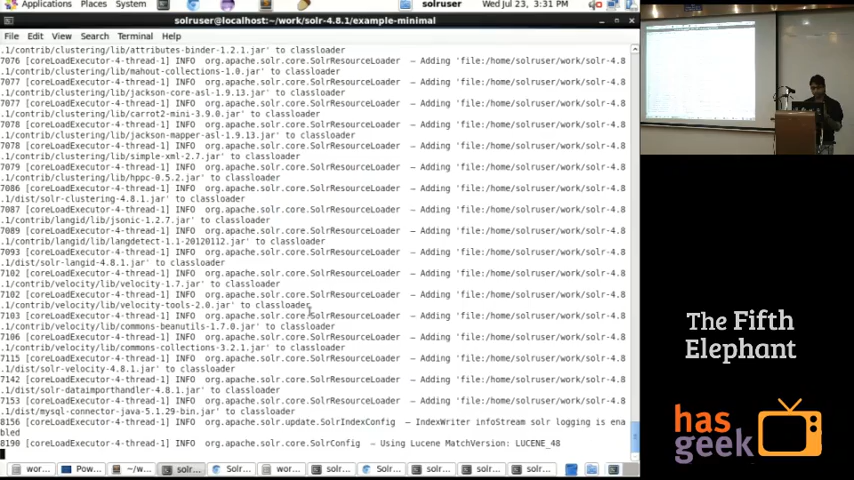 Applications Places System solruser Wed Jul 23, 3:31 PM
solruser@localhost:~/work/solr-4.8.1/example-minimal
File Edit View Search Terminal Help
.1/contrib/clustering/lib/attributes-binder-1.2.1.jar' to classloader
7076 [coreLoadExecutor-4-thread-1] INFO org.apache.solr.core.SolrResourceLoader – Adding 'file:/home/solruser/work/solr-4.8
.1/contrib/clustering/lib/mahout-collections-1.0.jar' to classloader
7077 [coreLoadExecutor-4-thread-1] INFO org.apache.solr.core.SolrResourceLoader – Adding 'file:/home/solruser/work/solr-4.8
.1/contrib/clustering/lib/jackson-core-asl-1.9.13.jar' to classloader
7077 [coreLoadExecutor-4-thread-1] INFO org.apache.solr.core.SolrResourceLoader – Adding 'file:/home/solruser/work/solr-4.8
.1/contrib/clustering/lib/carrot2-mini-3.9.0.jar' to classloader
7078 [coreLoadExecutor-4-thread-1] INFO org.apache.solr.core.SolrResourceLoader – Adding 'file:/home/solruser/work/solr-4.8
.1/contrib/clustering/lib/jackson-mapper-asl-1.9.13.jar' to classloader
7078 [coreLoadExecutor-4-thread-1] INFO org.apache.solr.core.SolrResourceLoader – Adding 'file:/home/solruser/work/solr-4.8
.1/contrib/clustering/lib/simple-xml-2.7.jar' to classloader
7079 [coreLoadExecutor-4-thread-1] INFO org.apache.solr.core.SolrResourceLoader – Adding 'file:/home/solruser/work/solr-4.8
.1/contrib/clustering/lib/hppc-0.5.2.jar' to classloader
7086 [coreLoadExecutor-4-thread-1] INFO org.apache.solr.core.SolrResourceLoader – Adding 'file:/home/solruser/work/solr-4.8
.1/dist/solr-clustering-4.8.1.jar' to classloader
7087 [coreLoadExecutor-4-thread-1] INFO org.apache.solr.core.SolrResourceLoader – Adding 'file:/home/solruser/work/solr-4.8
.1/contrib/langid/lib/jsonic-1.2.7.jar' to classloader
7089 [coreLoadExecutor-4-thread-1] INFO org.apache.solr.core.SolrResourceLoader – Adding 'file:/home/solruser/work/solr-4.8
.1/contrib/langid/lib/langdetect-1.1-20120112.jar' to classloader
7093 [coreLoadExecutor-4-thread-1] INFO org.apache.solr.core.SolrResourceLoader – Adding 'file:/home/solruser/work/solr-4.8
.1/dist/solr-langid-4.8.1.jar' to classloader
7102 [coreLoadExecutor-4-thread-1] INFO org.apache.solr.core.SolrResourceLoader – Adding 'file:/home/solruser/work/solr-4.8
.1/contrib/velocity/lib/velocity-1.7.jar' to classloader
7102 [coreLoadExecutor-4-thread-1] INFO org.apache.solr.core.SolrResourceLoader – Adding 'file:/home/solruser/work/solr-4.8
.1/contrib/velocity/lib/velocity-tools-2.0.jar' to classloader
7103 [coreLoadExecutor-4-thread-1] INFO org.apache.solr.core.SolrResourceLoader – Adding 'file:/home/solruser/work/solr-4.8
.1/contrib/velocity/lib/commons-beanutils-1.7.0.jar' to classloader
7106 [coreLoadExecutor-4-thread-1] INFO org.apache.solr.core.SolrResourceLoader – Adding 'file:/home/solruser/work/solr-4.8
.1/contrib/velocity/lib/commons-collections-3.2.1.jar' to classloader
7115 [coreLoadExecutor-4-thread-1] INFO org.apache.solr.core.SolrResourceLoader – Adding 'file:/home/solruser/work/solr-4.8
.1/dist/solr-velocity-4.8.1.jar' to classloader
7142 [coreLoadExecutor-4-thread-1] INFO org.apache.solr.core.SolrResourceLoader – Adding 'file:/home/solruser/work/solr-4.8
.1/dist/solr-dataimporthandler-4.8.1.jar' to classloader
7153 [coreLoadExecutor-4-thread-1] INFO org.apache.solr.core.SolrResourceLoader – Adding 'file:/home/solruser/work/solr-4.8
.1/dist/mysql-connector-java-5.1.29-bin.jar' to classloader
8156 [coreLoadExecutor-4-thread-1] INFO org.apache.solr.update.SolrIndexConfig – IndexWriter infoStream solr logging is ena
bled
8190 [coreLoadExecutor-4-thread-1] INFO org.apache.solr.core.SolrConfig – Using Lucene MatchVersion: LUCENE_48
wor... Pow... ~/w... solr... Solr... wor... solr... Solr... solr... solr... solr...
The Fifth
Elephant
has
geek